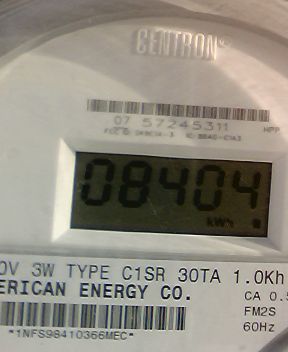 CENTRON
07 57245311
HPP
08404
kWh
0V 3W TYPE C1SR 30TA 1.0Kh
ERICAN ENERGY CO.
CA 0.5
FM2S
60Hz
*1NFS98410366MEC*